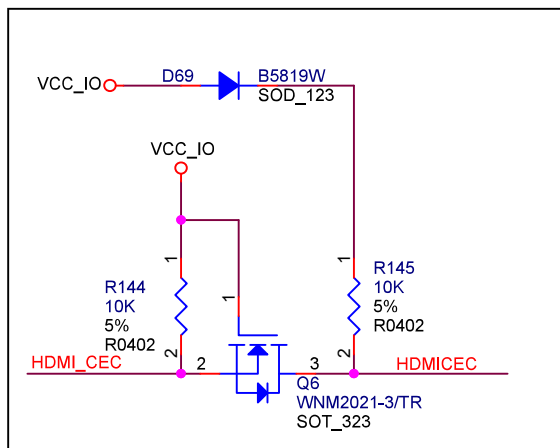 D69 B5819W
VCC_IO SOD_123
VCC_IO
1 1
R144 R145
10K 1 10K
5% 5%
R0402 R0402
2 2
HDMI_CEC 2 3 HDMICEC
Q6
WNM2021-3/TR
SOT_323